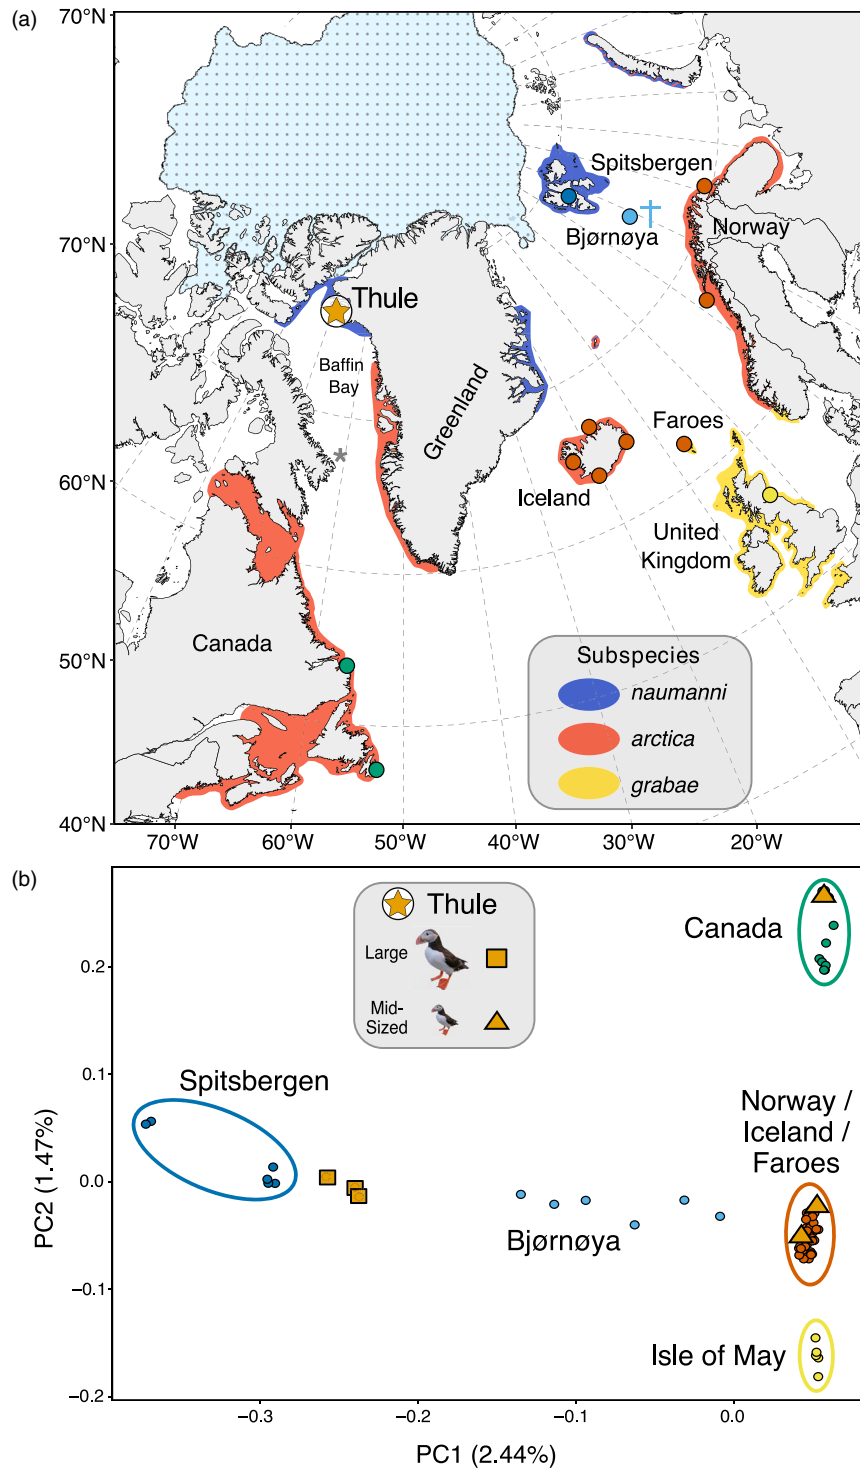 (a)
70°N
70°N
60°N
50°N
40°N
70°W
60°W
50°W
40°W
30°W
20°W
Spitsbergen
Bjørnøya
Norway
Thule
Baffin
Bay
Greenland
*
Faroes
Iceland
United
Kingdom
Canada
Subspecies
naumanni
arctica
grabae
(b)
Thule
Large
Mid-
Sized
Canada
Spitsbergen
Norway /
Iceland /
Faroes
Bjørnøya
Isle of May
PC2 (1.47%)
0.2
0.1
0.0
−0.1
−0.2
−0.3
−0.2
−0.1
0.0
PC1 (2.44%)